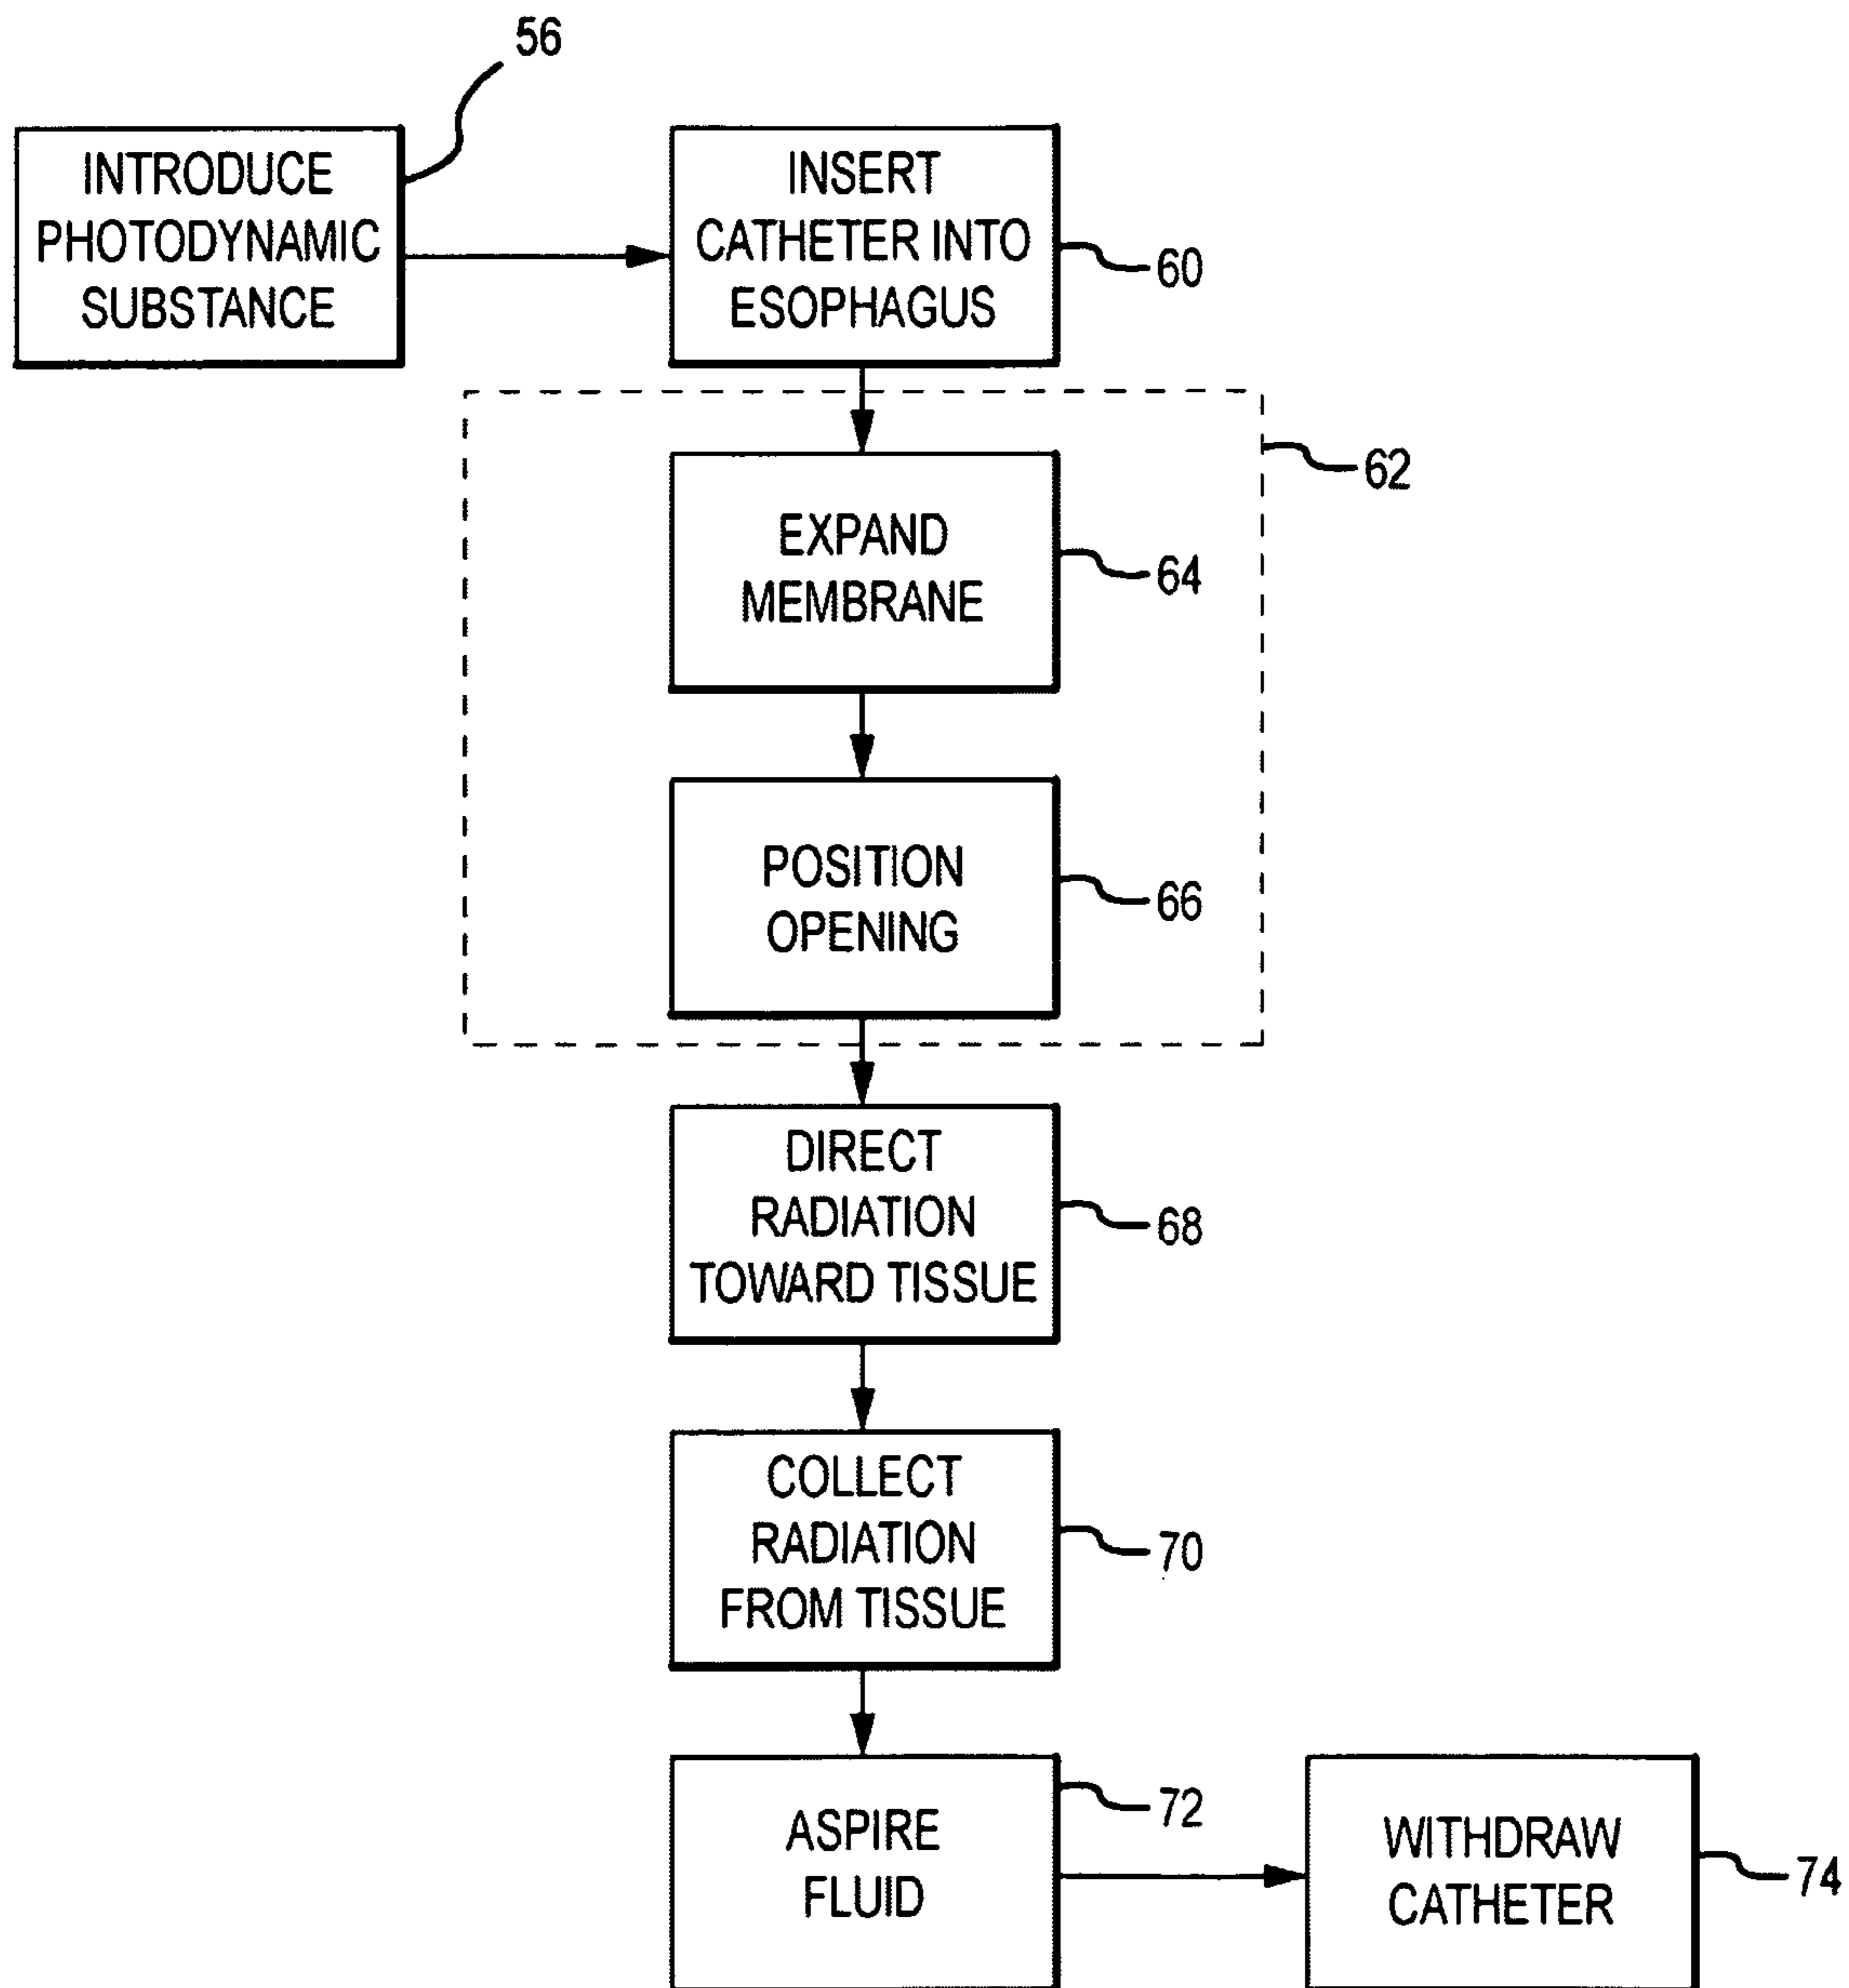 56
INTRODUCE
PHOTODYNAMIC
SUBSTANCE
INSERT
CATHETER INTO
ESOPHAGUS
60
62
EXPAND
MEMBRANE
64
POSITION
OPENING
66
DIRECT
RADIATION
TOWARD TISSUE
68
COLLECT
RADIATION
FROM TISSUE
70
ASPIRE
FLUID
72
WITHDRAW
CATHETER
74